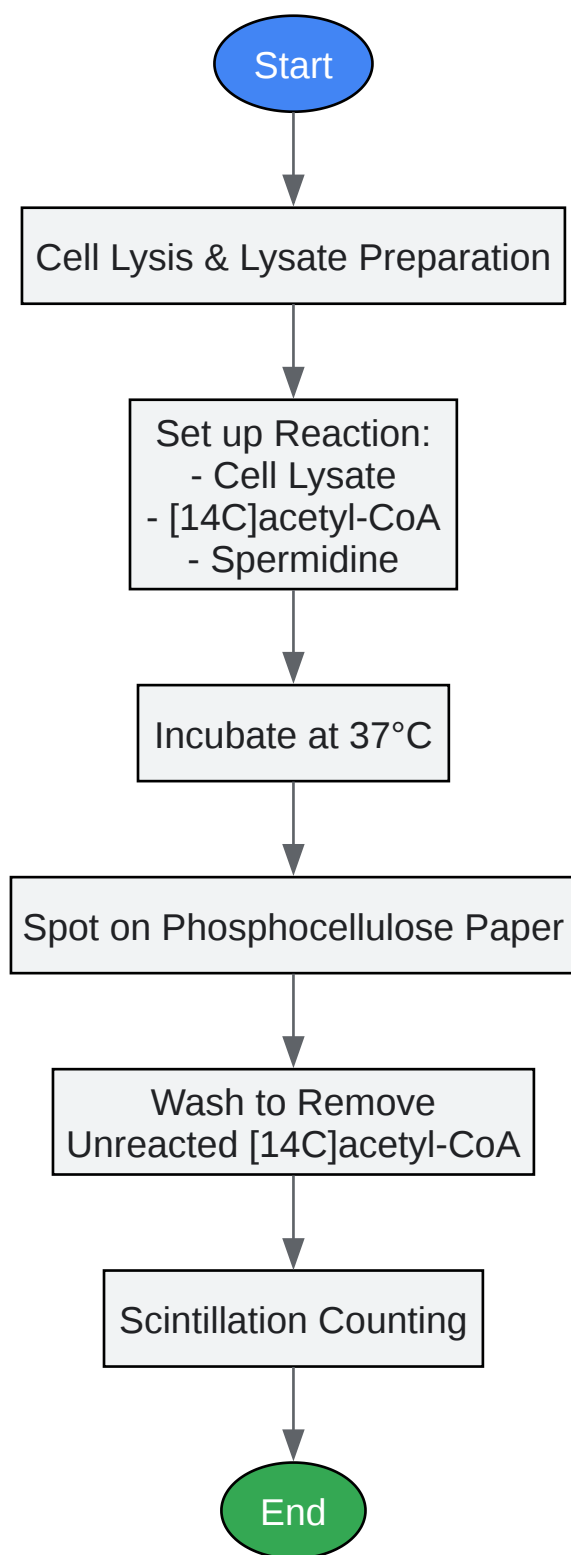 Start
Cell Lysis & Lysate Preparation
Set up Reaction:
- Cell Lysate
- [14C]acetyl-CoA
- Spermidine
Incubate at 37°C
Spot on Phosphocellulose Paper
Wash to Remove
Unreacted [14C]acetyl-CoA
Scintillation Counting
End